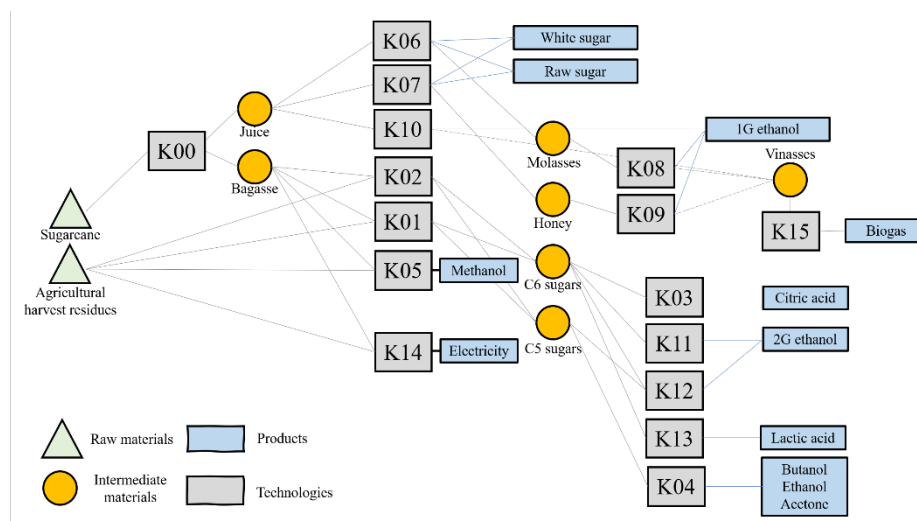 K06
White sugar
Raw sugar
K07
Juice
K10
1G ethanol
K00
Molasses
Vinasses
K08
Bagasse
K02
Honey
K09
K01
K15
Biogas
Sugarcane
K05
Methanol
C6 sugars
Agricultural
harvest residues
K03
Citric acid
K14
Electricity
C5 sugars
K11
2G ethanol
K12
K13
Lactic acid
K04
Butanol
Ethanol
Acetone
Raw materials
Products
Intermediate
materials
Technologies